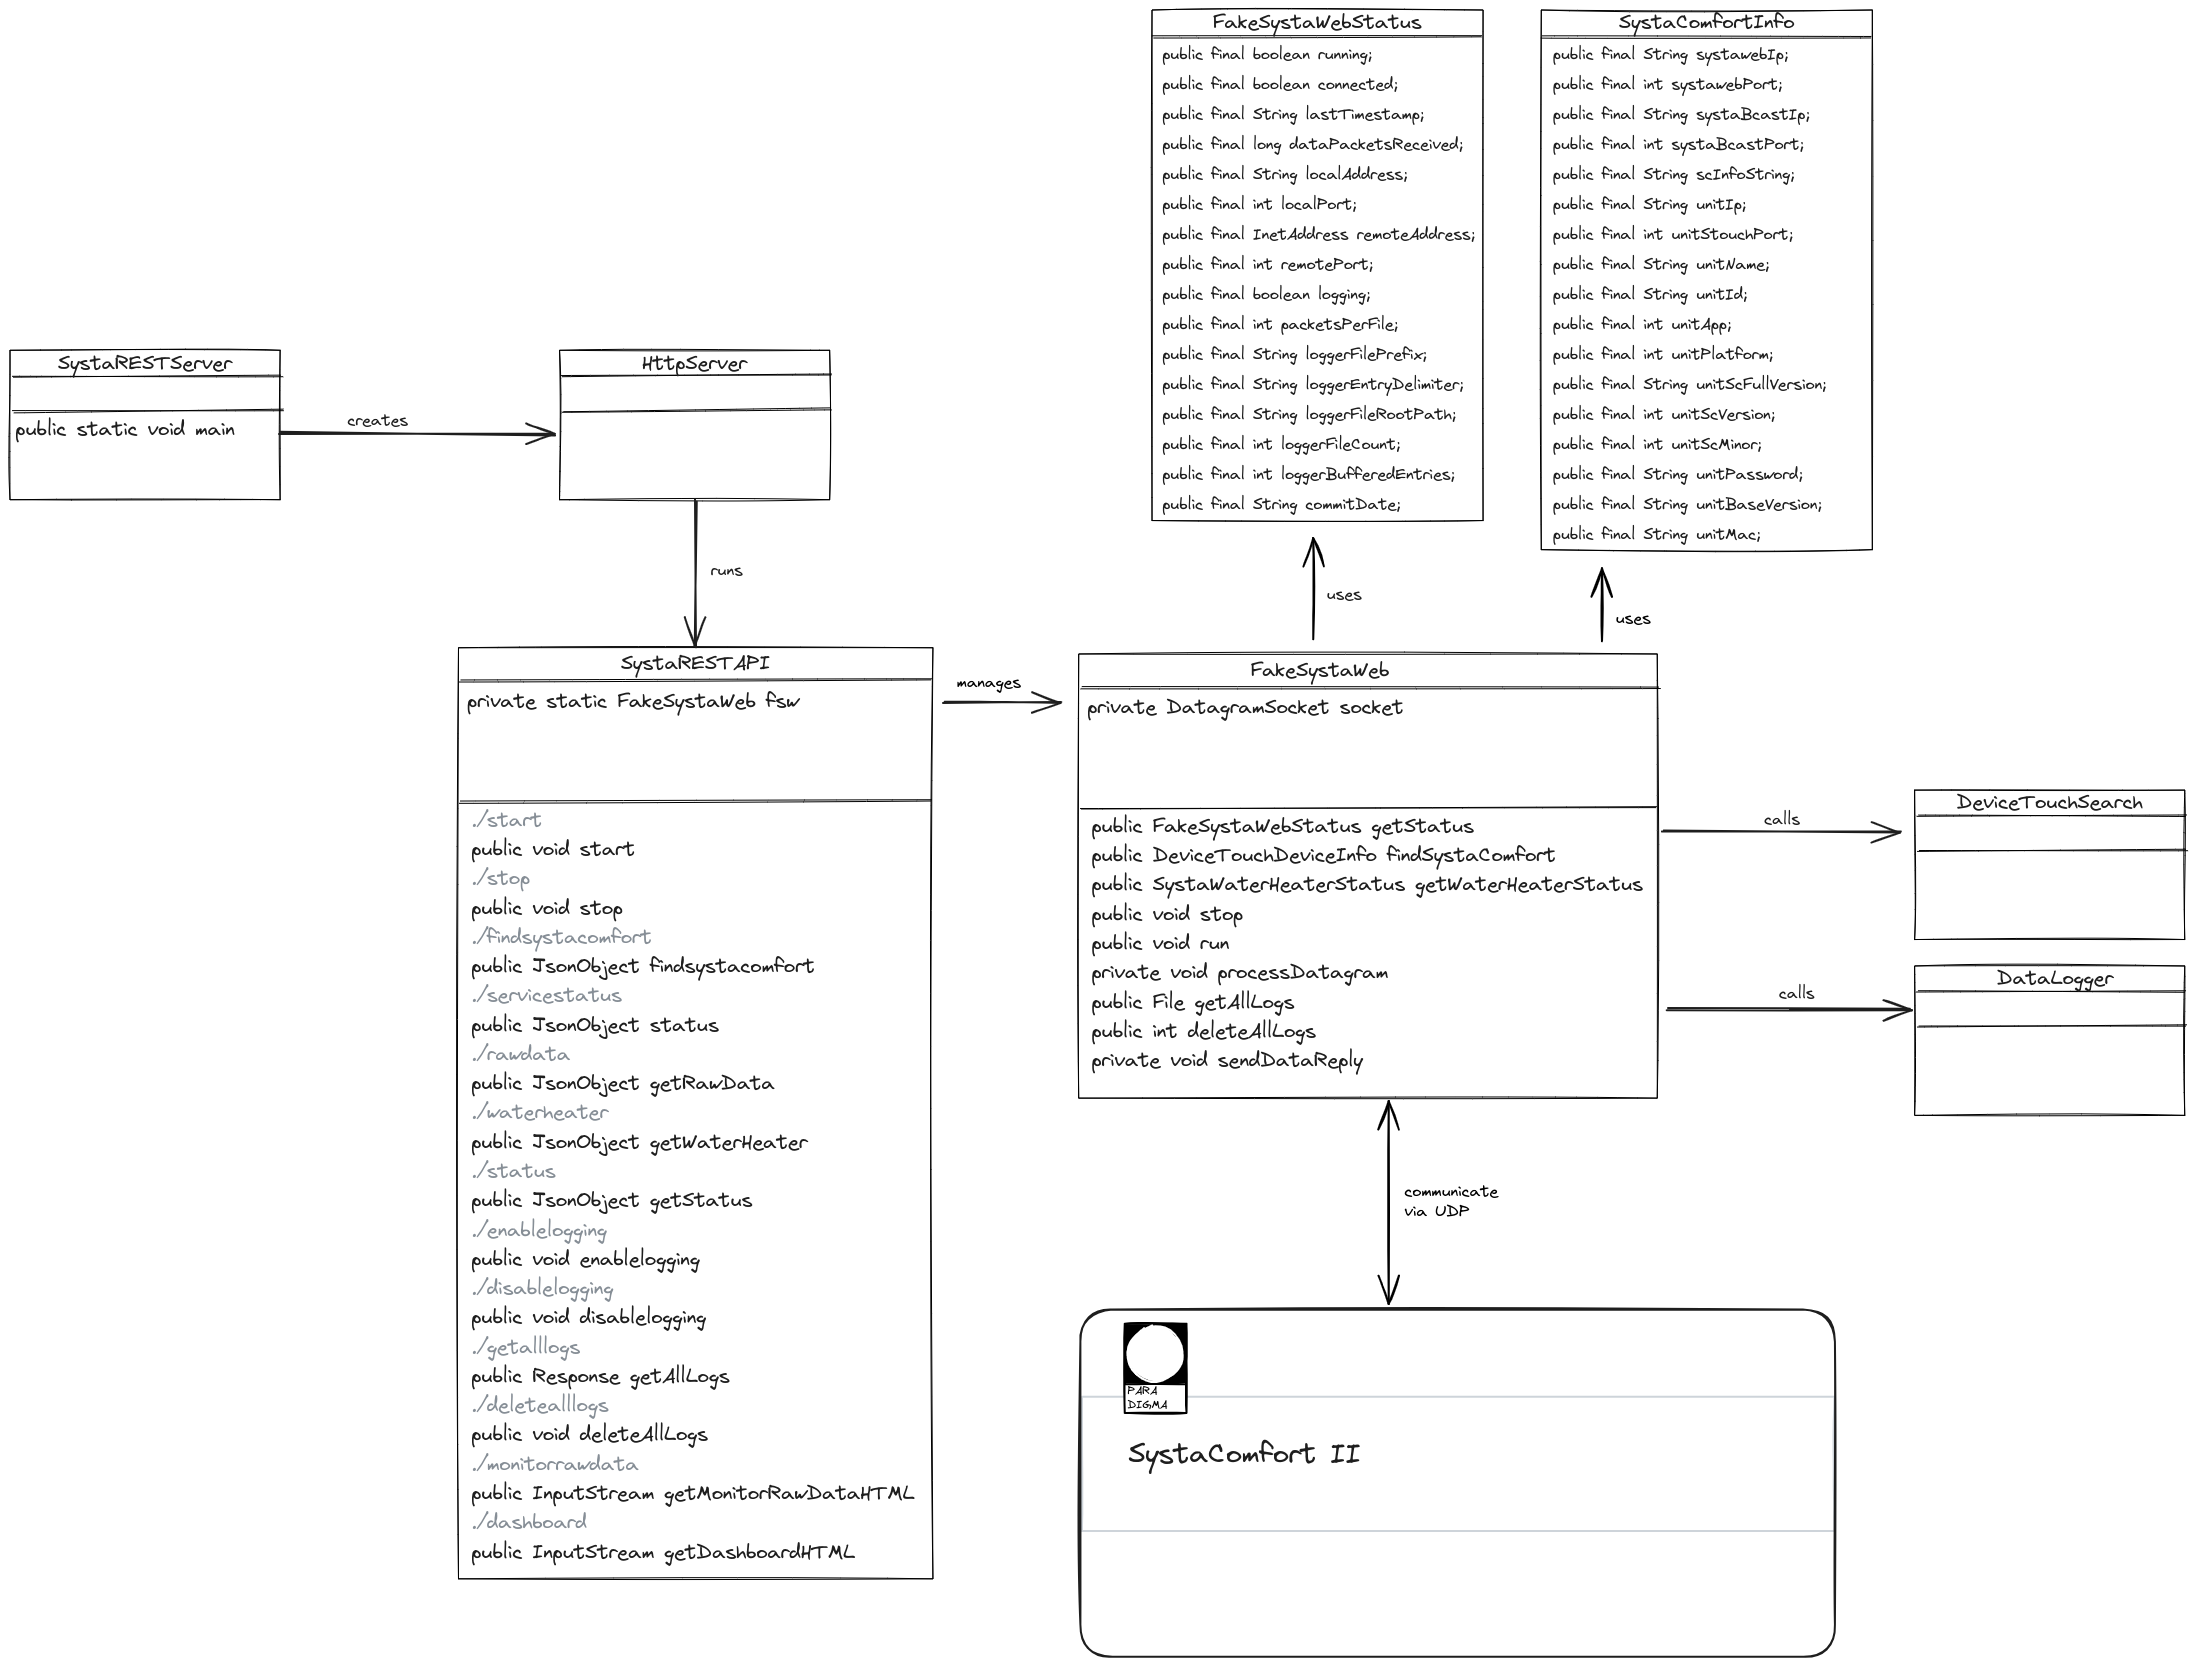 FakeSystaWebStatus
public final boolean running;
public final boolean connected;
public final String lastTimestamp;
public final long dataPacketsReceived;
public final String localAddress;
public final int localPort;
public final InetAddress remoteAddress;
public final int remotePort;
public final boolean logging;
public final int packetsPerFile;
public final String loggerFilePrefix;
public final String loggerEntryDelimiter;
public final String loggerFileRootPath;
public final int loggerFileCount;
public final int loggerBufferedEntries;
public final String commitDate;
SystaComfortInfo
public final String systawebIp;
public final int systawebPort;
public final String systaBcastIp;
public final int systaBcastPort;
public final String scInfoString;
public final String unitIp;
public final int unitStouchPort;
public final String unitName;
public final String unitId;
public final int unitApp;
public final int unitPlatform;
public final String unitScFullVersion;
public final int unitScVersion;
public final int unitScMinor;
public final String unitPassword;
public final String unitBaseVersion;
public final String unitMac;
SystaRESTServer
public static void main
creates
HttpServer
runs
uses
uses
SystaRESTAPI
private static FakeSystaWeb fsw
./start
public void start
./stop
public void stop
./findsystacomfort
public JsonObject findsystacomfort
./servicestatus
public JsonObject status
./rawdata
public JsonObject getRawData
./waterheater
public JsonObject getWaterHeater
./status
public JsonObject getStatus
./enablelogging
public void enablelogging
./disablelogging
public void disablelogging
./getalllogs
public Response getAllLogs
./deletealllogs
public void deleteAllLogs
./monitorrawdata
public InputStream getMonitorRawDataHTML
./dashboard
public InputStream getDashboardHTML
manages
FakeSystaWeb
private DatagramSocket socket
public FakeSystaWebStatus getStatus
public DeviceTouchDeviceInfo findSystaComfort
public SystaWaterHeaterStatus getWaterHeaterStatus
public void stop
public void run
private void processDatagram
public File getAllLogs
public int deleteAllLogs
private void sendDataReply
calls
DeviceTouchSearch
calls
DataLogger
communicate
via UDP
PARA
DIGMA
SystaComfort II